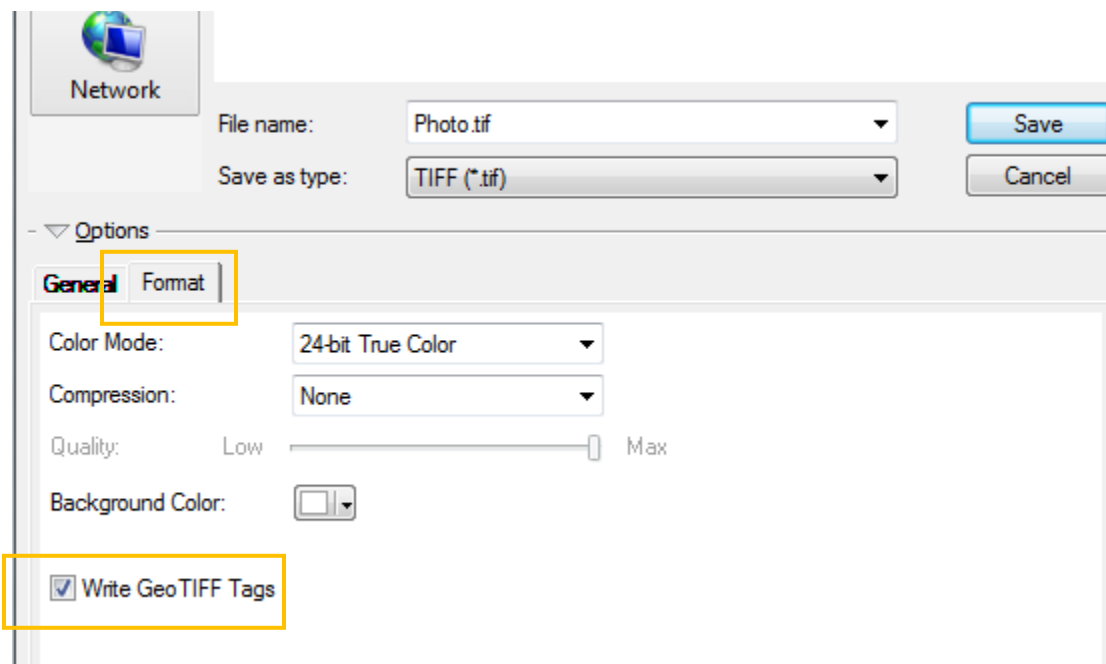 Network
File name: Photo.tif Save
Save as type: TIFF (*.tif) Cancel
Options
General Format
Color Mode: 24-bit True Color
Compression: None
Quality: Low Max
Background Color:
Write GeoTIFF Tags